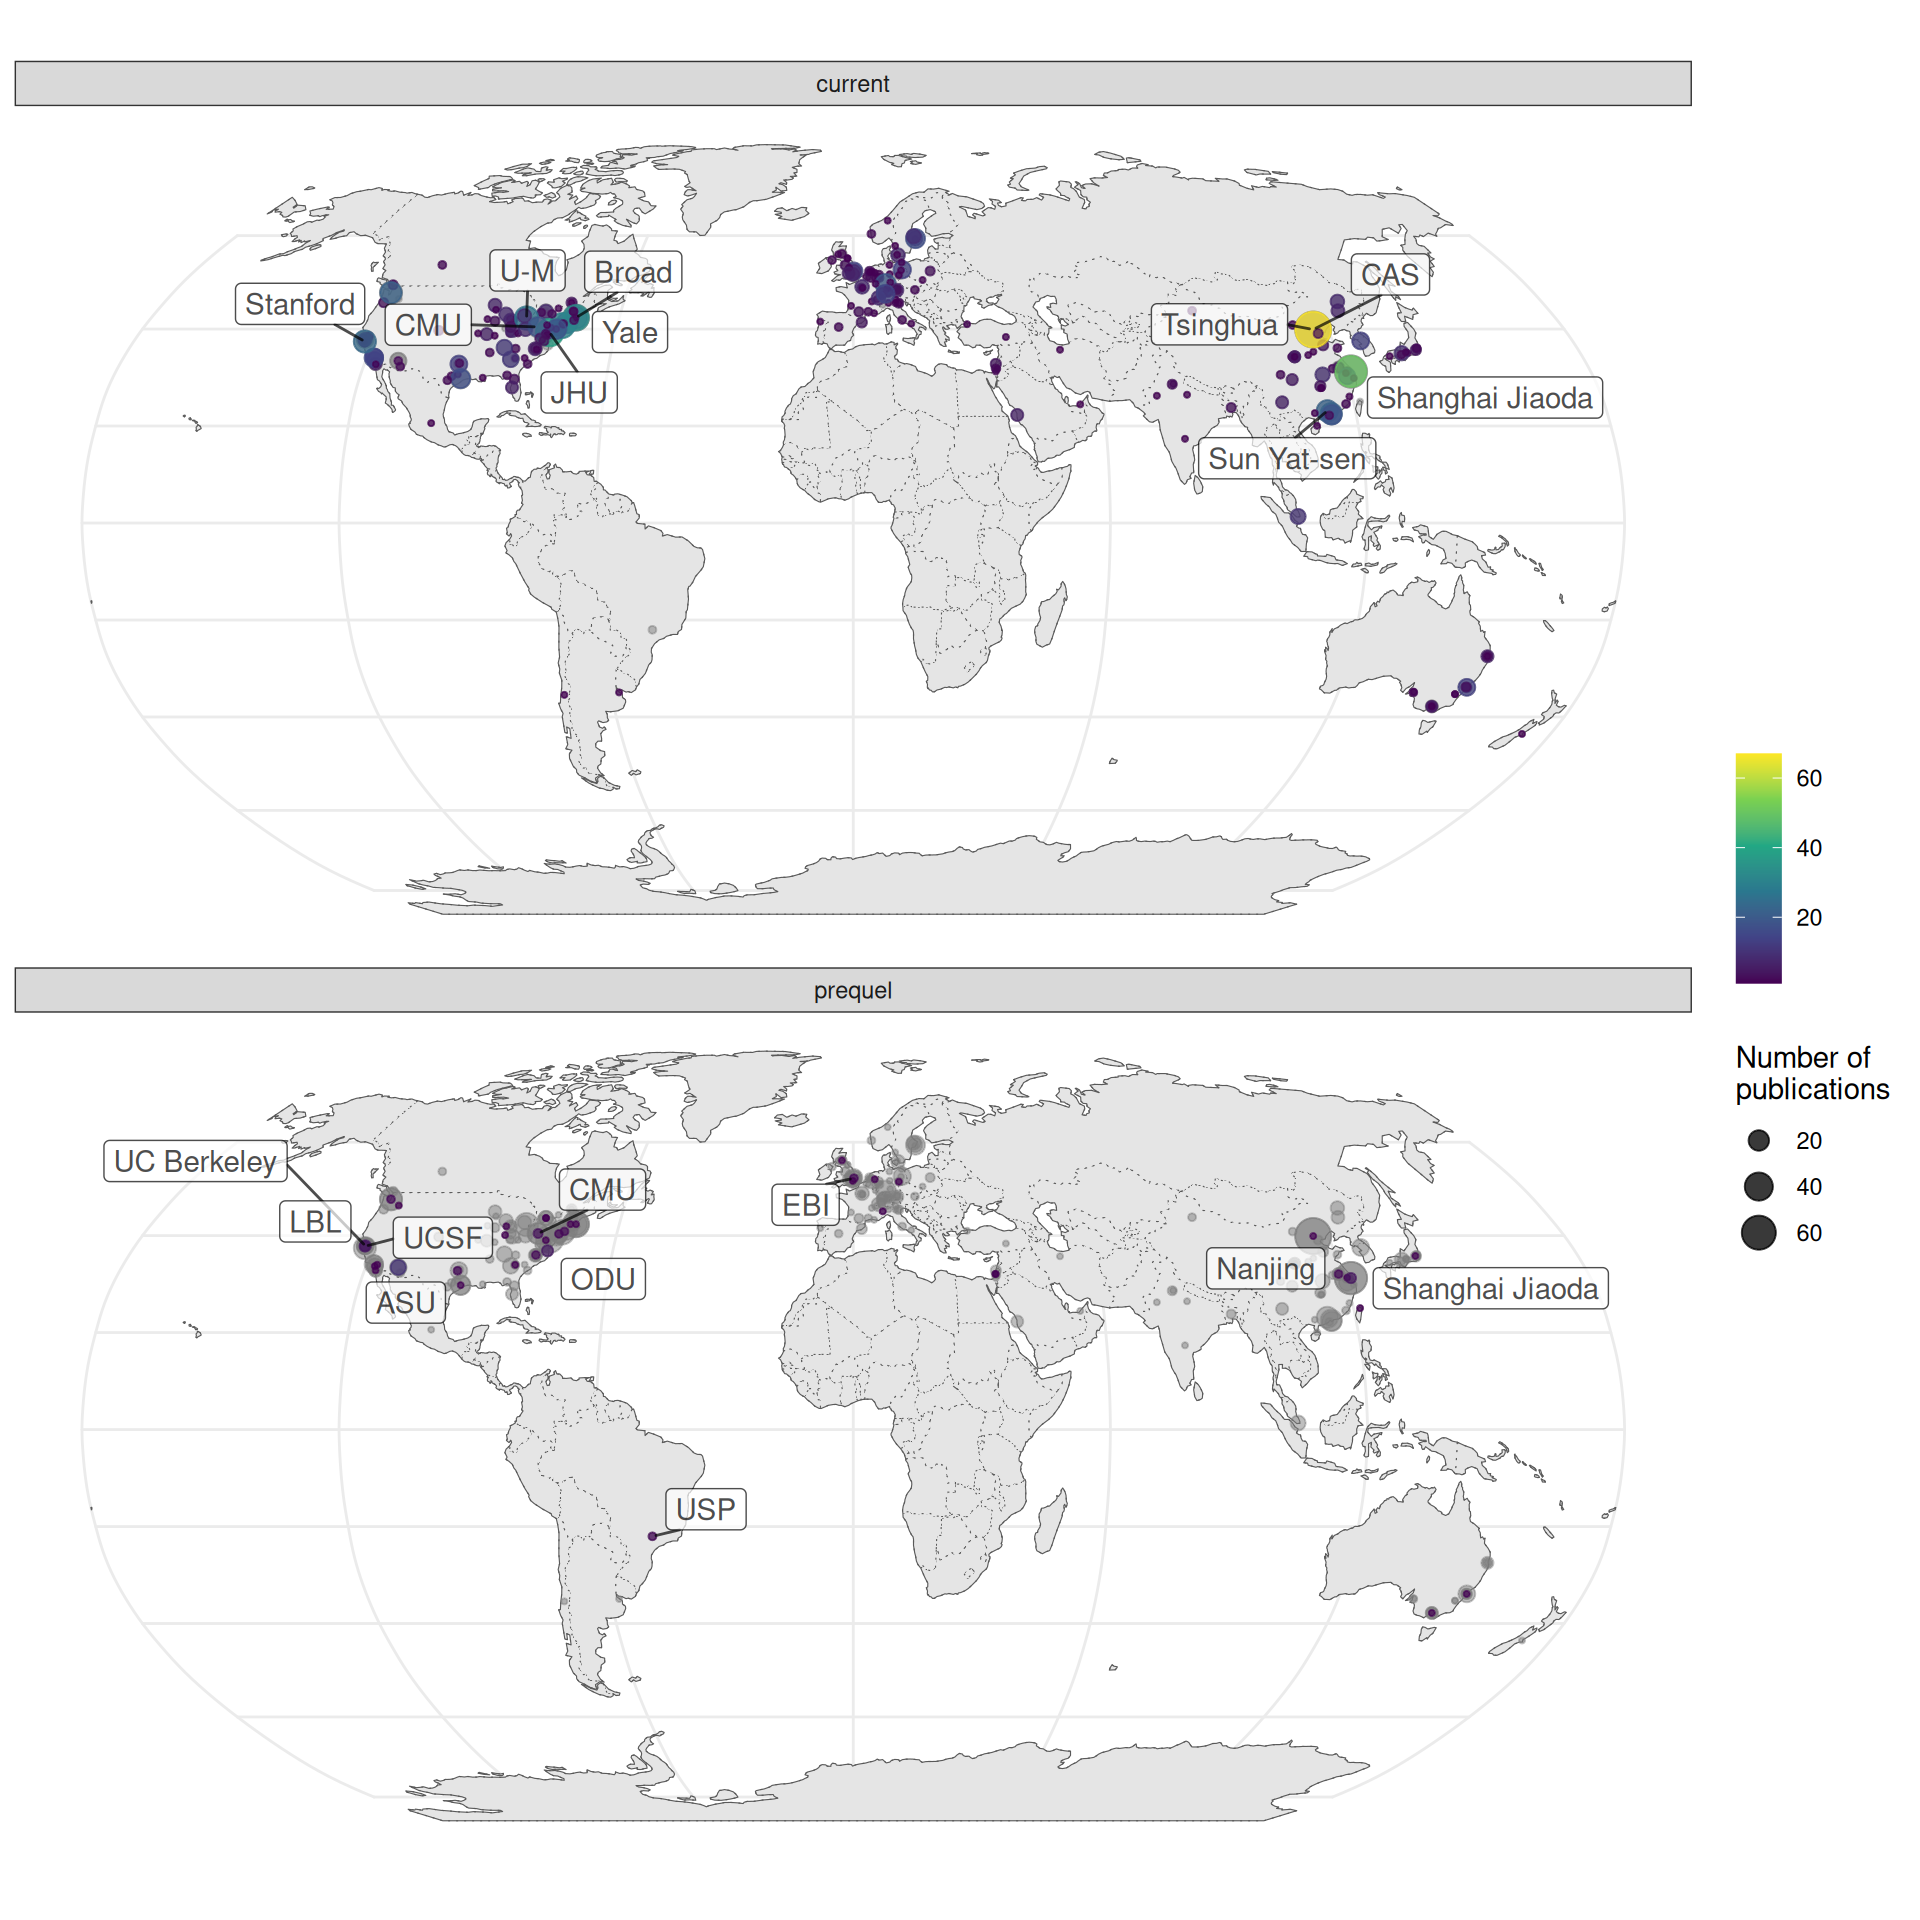 current
U-M
Broad
CAS
Stanford
CMU
Yale
Tsinghua
JHU
Shanghai Jiaoda
Sun Yat-sen
60
40
20
prequel
Number of
publications
20
40
60
UC Berkeley
CMU
EBI
LBL
UCSF
Nanjing
ODU
Shanghai Jiaoda
ASU
USP